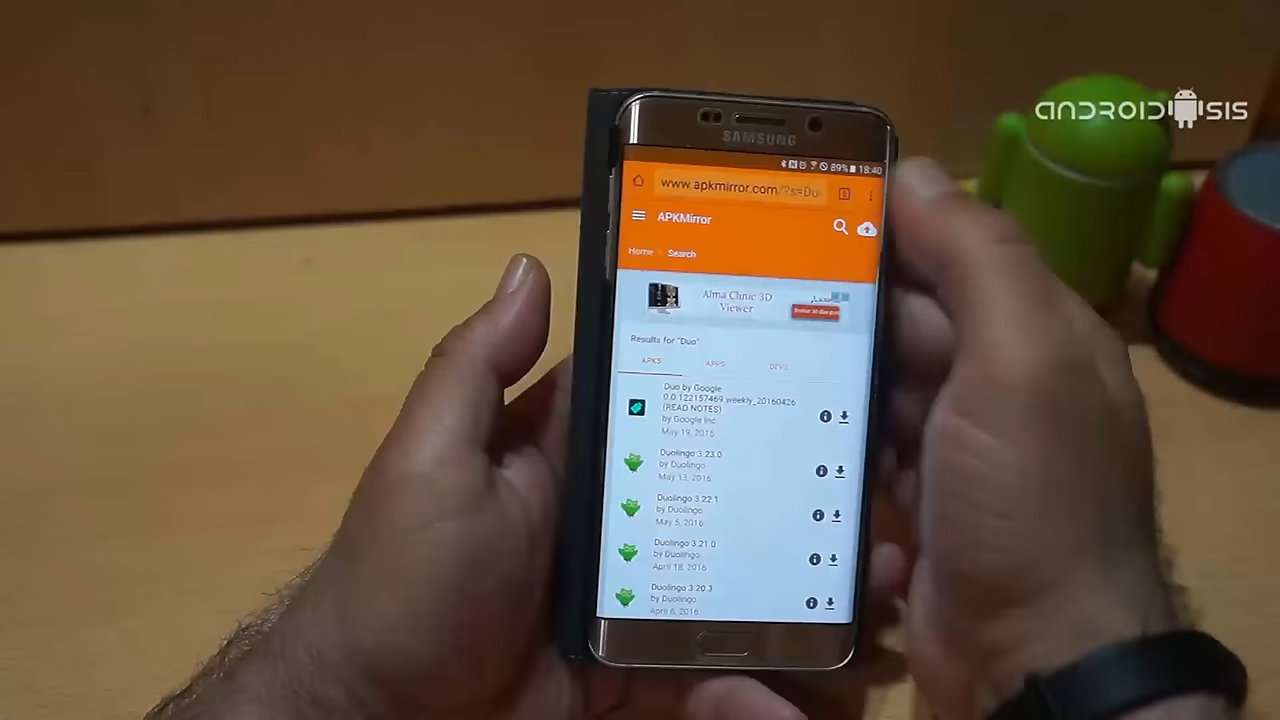 ANDROIDSIS
SAMSUNG
89% 18:40
www.apkmirror.com/?s=Du
APKMirror
Home Search
Alma Clinic 3D
Viewer
Results for "Duo"
APKS APPS DEVS
Duo by Google
0.0.122157469.weekly_20160426
(READ NOTES)
by Google Inc
May 19, 2016
Duolingo 3.23.0
by Duolingo
May 13, 2016
Duolingo 3.22.1
by Duolingo
May 5, 2016
Duolingo 3.21.0
by Duolingo
April 18, 2016
Duolingo 3.20.3
by Duolingo
April 6, 2016